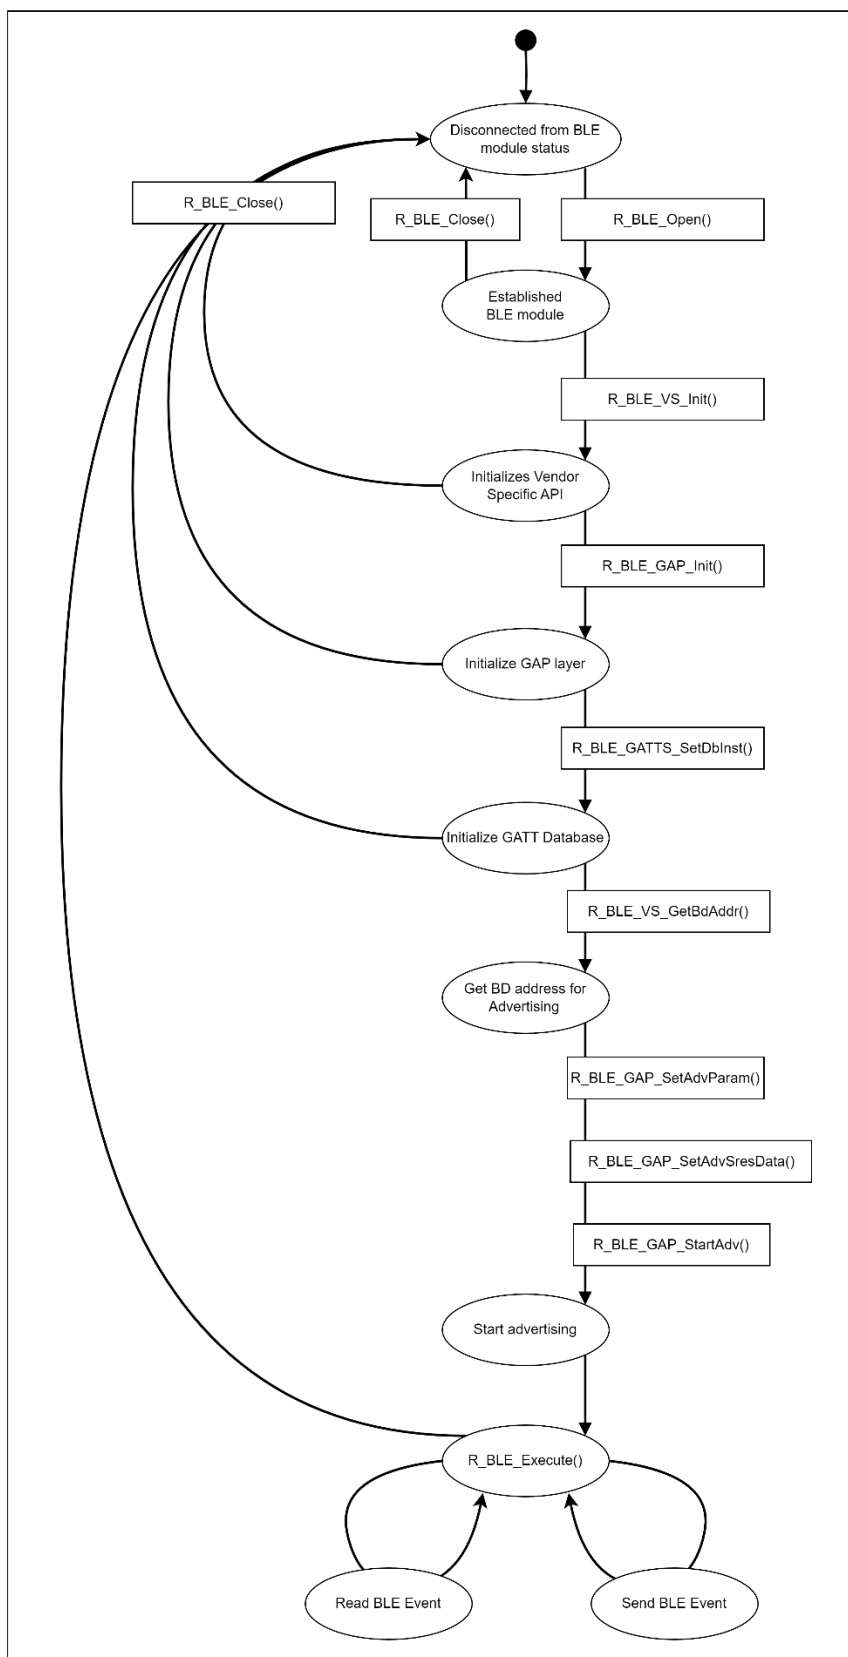 Disconnected from BLE
module status
R_BLE_Close()
R_BLE_Close()
R_BLE_Open()
Established
BLE module
R_BLE_VS_Init()
Initializes Vendor
Specific API
R_BLE_GAP_Init()
Initialize GAP layer
R_BLE_GATTS_SetDbInst()
Initialize GATT Database
R_BLE_VS_GetBdAddr()
Get BD address for
Advertising
R_BLE_GAP_SetAdvParam()
R_BLE_GAP_SetAdvSresData()
R_BLE_GAP_StartAdv()
Start advertising
R_BLE_Execute()
Read BLE Event
Send BLE Event